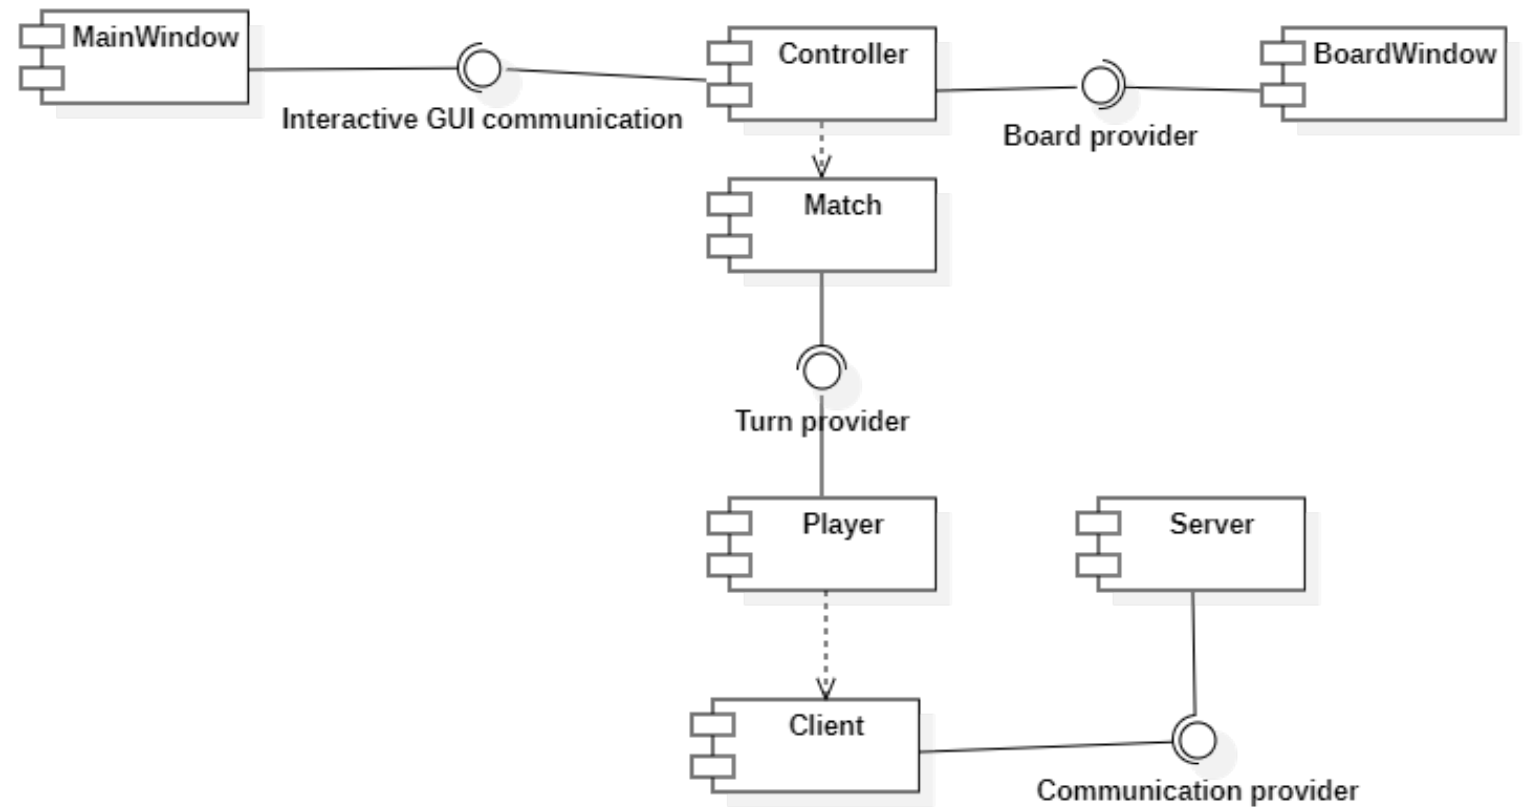 MainWindow
Controller
BoardWindow
Interactive GUI communication
Board provider
Match
Turn provider
Player
Server
Client
Communication provider